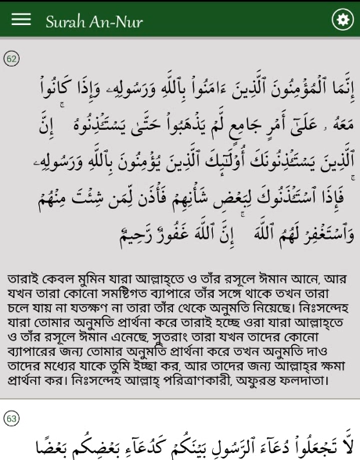 Surah An-Nur
62
إِنَّمَا ٱلْمُؤْمِنُونَ ٱلَّذِينَ ءَامَنُوا۟ بِٱللَّهِ وَرَسُولِهِۦ وَإِذَا كَانُوا۟
مَعَهُۥ عَلَىٰٓ أَمْرٍ جَامِعٍ لَّمْ يَذْهَبُوا۟ حَتَّىٰ يَسْتَـْٔذِنُوهُ ۚ إِنَّ
ٱلَّذِينَ يَسْتَـْٔذِنُونَكَ أُو۟لَـٰٓئِكَ ٱلَّذِينَ يُؤْمِنُونَ بِٱللَّهِ وَرَسُولِهِۦ
ۚ فَإِذَا ٱسْتَـْٔذَنُوكَ لِبَعْضِ شَأْنِهِمْ فَأْذَن لِّمَن شِئْتَ مِنْهُمْ
وَٱسْتَغْفِرْ لَهُمُ ٱللَّهَ ۚ إِنَّ ٱللَّهَ غَفُورٌ رَّحِيمٌ
তারাই কেবল মুমিন যারা আল্লাহ্‌তে ও তাঁর রসূলে ঈমান আনে, আর
যখন তারা কোনো সমষ্টিগত ব্যাপারে তাঁর সঙ্গে থাকে তখন তারা
চলে যায় না যতক্ষণ না তারা তাঁর থেকে অনুমতি নিয়েছে। নিঃসন্দেহ
যারা তোমার অনুমতি প্রার্থনা করে তারাই হচ্ছে ওরা যারা আল্লাহ্‌তে
ও তাঁর রসূলে ঈমান এনেছে, সুতরাং তারা যখন তাদের কোনো
ব্যাপারের জন্য তোমার অনুমতি প্রার্থনা করে তখন অনুমতি দাও
তাদের মধ্যের যাকে তুমি ইচ্ছা কর, আর তাদের জন্য আল্লাহ্‌র ক্ষমা
প্রার্থনা কর। নিঃসন্দেহ আল্লাহ্ পরিত্রাণকারী, অফুরন্ত ফলদাতা।
63
لَّا تَجْعَلُوا۟ دُعَآءَ ٱلرَّسُولِ بَيْنَكُمْ كَدُعَآءِ بَعْضِكُم بَعْضًا